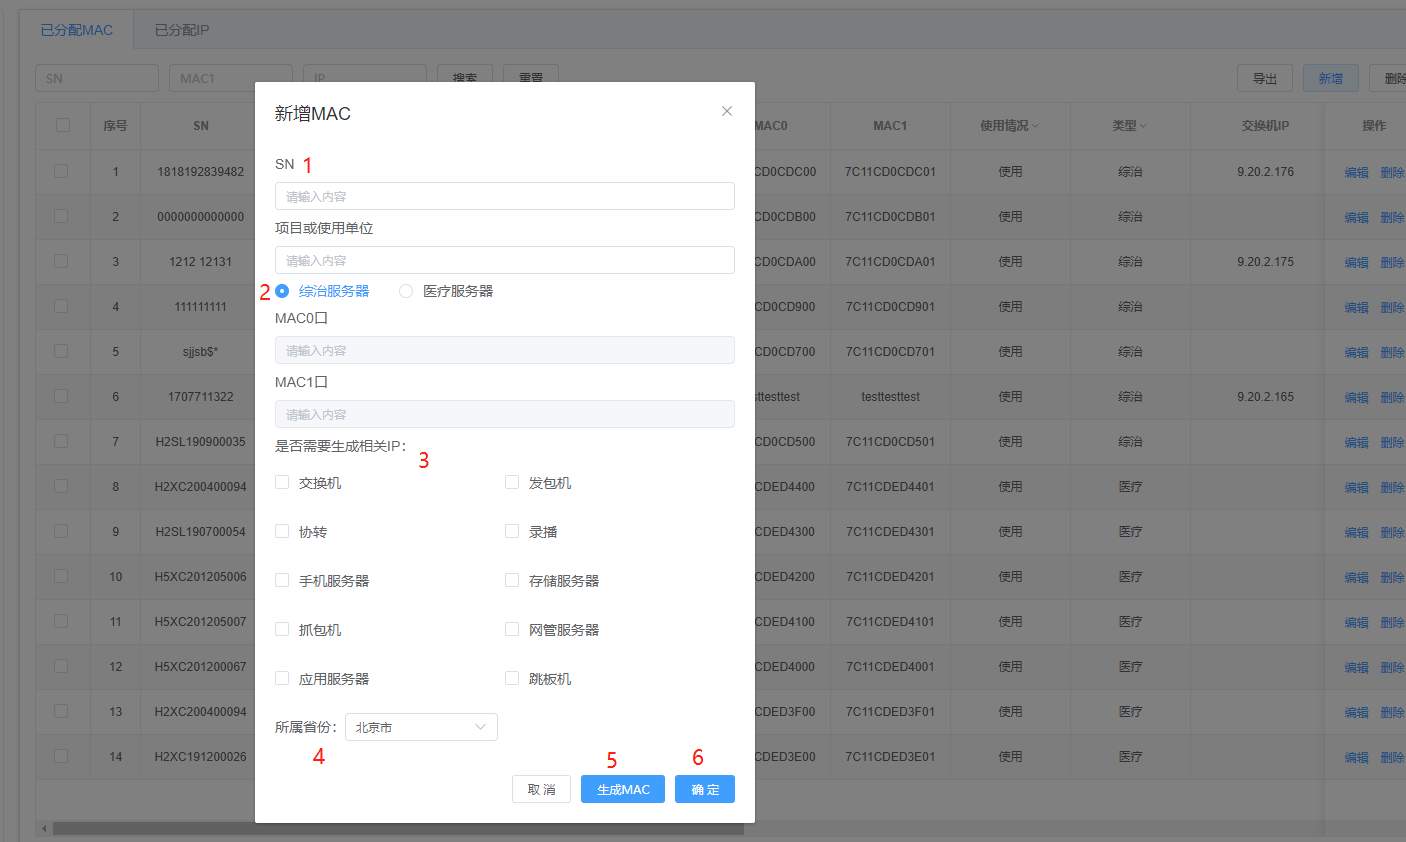 已分配MAC 已分配IP
SN MAC1 IP 搜索 重置 导出 新增 删除
序号 SN MAC0 MAC1 使用情况 类型 交换机IP 操作
新增MAC
SN 1
请输入内容
项目或使用单位
请输入内容
2 综治服务器 医疗服务器
MAC0口
请输入内容
MAC1口
请输入内容
是否需要生成相关IP：
3
交换机 发包机
协转 录播
手机服务器 存储服务器
抓包机 网管服务器
应用服务器 跳板机
所属省份： 北京市
4 5 6
取 消 生成MAC 确 定
1 1818192839482 CD0CDC00 7C11CD0CDC01 使用 综治 9.20.2.176 编辑 删除
2 0000000000000 CD0CDB00 7C11CD0CDB01 使用 综治 编辑 删除
3 1212 12131 CD0CDA00 7C11CD0CDA01 使用 综治 9.20.2.175 编辑 删除
4 111111111 CD0CD900 7C11CD0CD901 使用 综治 编辑 删除
5 sjjsb$* CD0CD700 7C11CD0CD701 使用 综治 编辑 删除
6 1707711322 sttesttest testtesttest 使用 综治 9.20.2.165 编辑 删除
7 H2SL190900035 CD0CD500 7C11CD0CD501 使用 综治 编辑 删除
8 H2XC200400094 CDED4400 7C11CDED4401 使用 医疗 编辑 删除
9 H2SL190700054 CDED4300 7C11CDED4301 使用 医疗 编辑 删除
10 H5XC201205006 CDED4200 7C11CDED4201 使用 医疗 编辑 删除
11 H5XC201205007 CDED4100 7C11CDED4101 使用 医疗 编辑 删除
12 H5XC201200067 CDED4000 7C11CDED4001 使用 医疗 编辑 删除
13 H2XC200400094 CDED3F00 7C11CDED3F01 使用 医疗 编辑 删除
14 H2XC191200026 CDED3E00 7C11CDED3E01 使用 医疗 编辑 删除